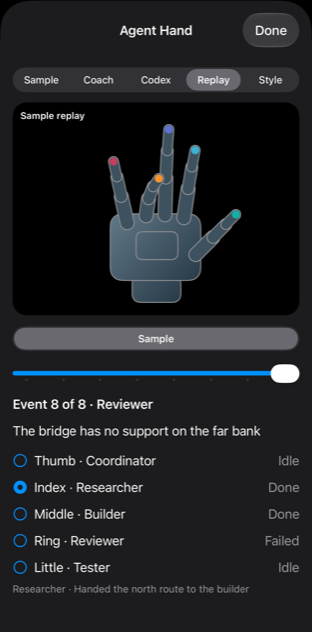 Agent Hand
Done
Sample
Coach
Codex
Replay
Style
Sample replay
Sample
Event 8 of 8 · Reviewer
The bridge has no support on the far bank
Thumb · Coordinator
Idle
Index · Researcher
Done
Middle · Builder
Done
Ring · Reviewer
Failed
Little · Tester
Idle
Researcher · Handed the north route to the builder